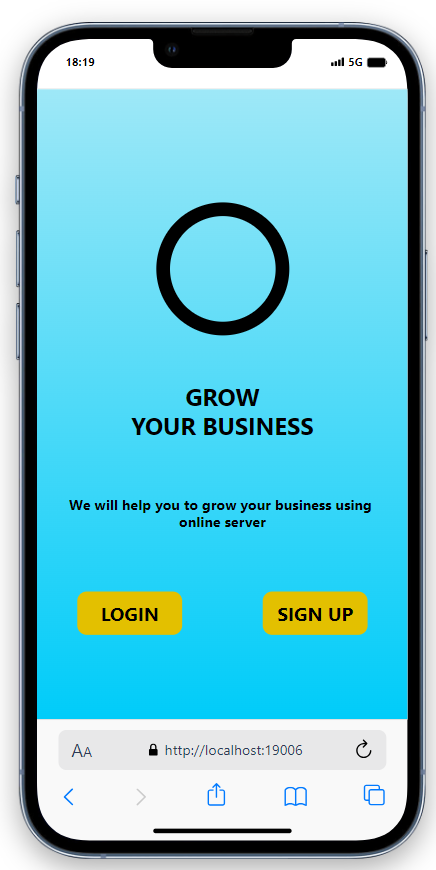 18:19 5G
GROW
YOUR BUSINESS
We will help you to grow your business using
online server
LOGIN SIGN UP
AA http://localhost:19006